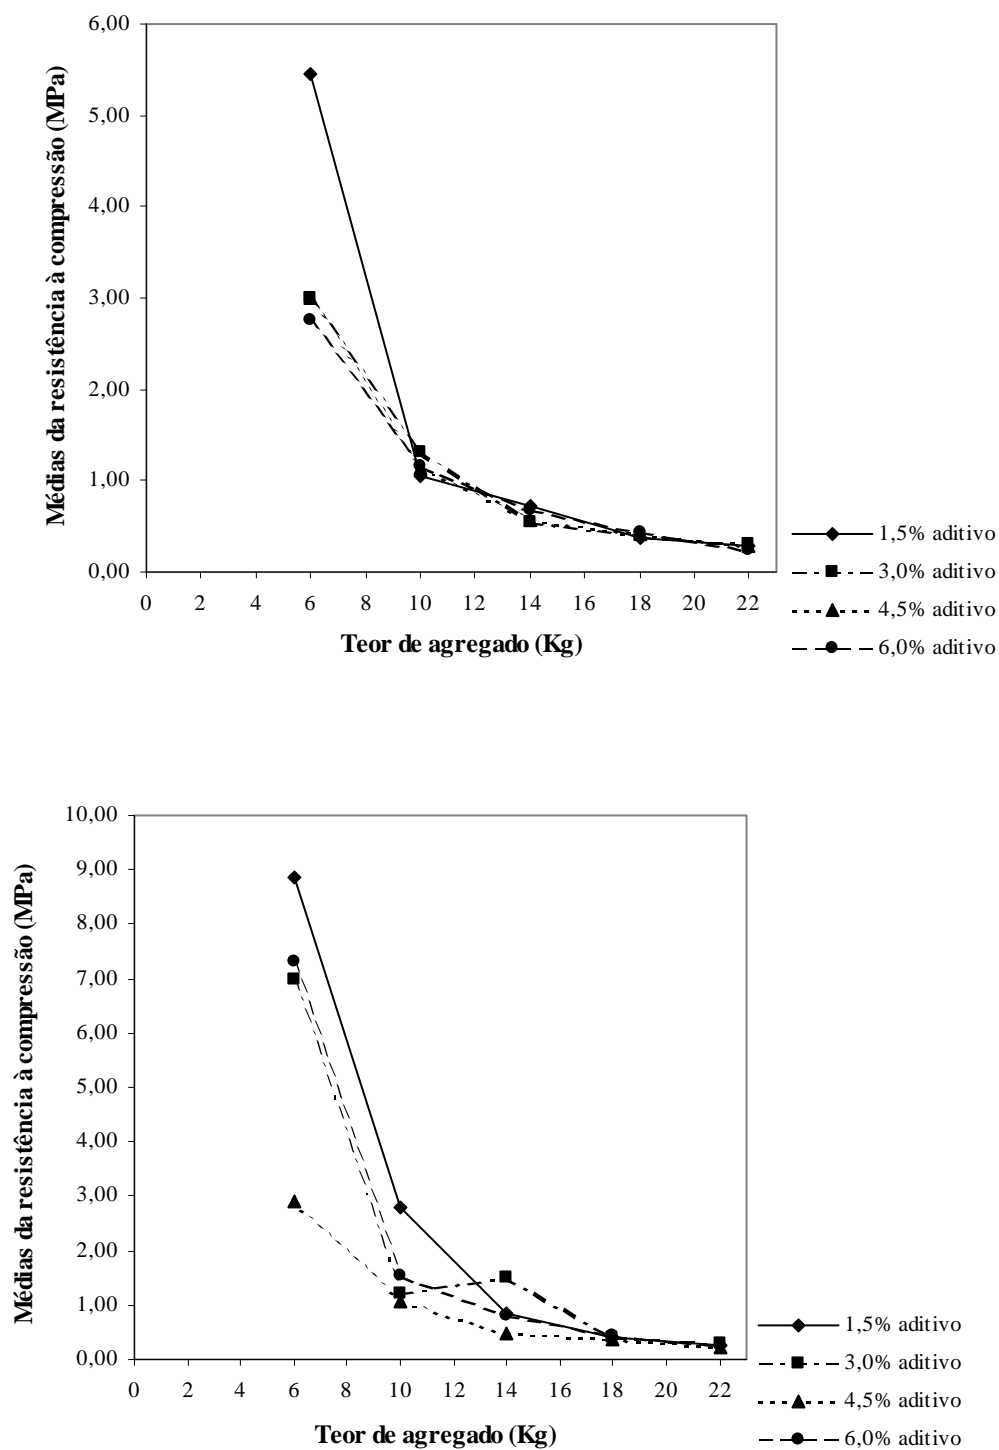 6,00
5,00
4,00
3,00
2,00
1,00
0,00
0 2 4 6 8 10 12 14 16 18 20 22
Médias da resistência à compressão (MPa)
Teor de agregado (Kg)
1,5% aditivo
3,0% aditivo
4,5% aditivo
6,0% aditivo
10,00
9,00
8,00
7,00
6,00
5,00
4,00
3,00
2,00
1,00
0,00
0 2 4 6 8 10 12 14 16 18 20 22
Médias da resistência à compressão (MPa)
Teor de agregado (Kg)
1,5% aditivo
3,0% aditivo
4,5% aditivo
6,0% aditivo